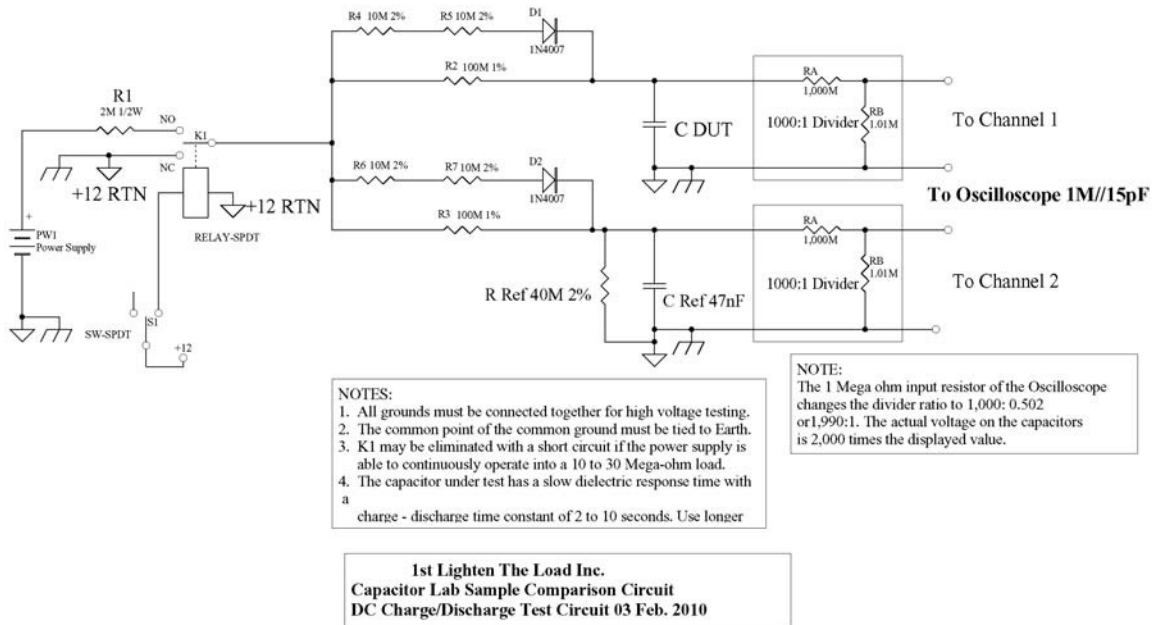 R4 10M 2%
R5 10M 2%
D1
1N4007
R2 100M 1%
RA
1,000M
R1
2M 1/2W
NO
K1
NC
+12 RTN
+12 RTN
RELAY-SPDT
C DUT
1000:1 Divider
RB
1.01M
To Channel 1
R6 10M 2%
R7 10M 2%
D2
1N4007
R3 100M 1%
To Oscilloscope 1M//15pF
+
PW1
Power Supply
RA
1,000M
R Ref 40M 2%
C Ref 47nF
1000:1 Divider
RB
1.01M
To Channel 2
S1
SW-SPDT
+12
NOTES:
1. All grounds must be connected together for high voltage testing.
2. The common point of the common ground must be tied to Earth.
3. K1 may be eliminated with a short circuit if the power supply is
able to continuously operate into a 10 to 30 Mega-ohm load.
4. The capacitor under test has a slow dielectric response time with
a
charge - discharge time constant of 2 to 10 seconds. Use longer
NOTE:
The 1 Mega ohm input resistor of the Oscilloscope
changes the divider ratio to 1,000: 0.502
or1,990:1. The actual voltage on the capacitors
is 2,000 times the displayed value.
1st Lighten The Load Inc.
Capacitor Lab Sample Comparison Circuit
DC Charge/Discharge Test Circuit 03 Feb. 2010